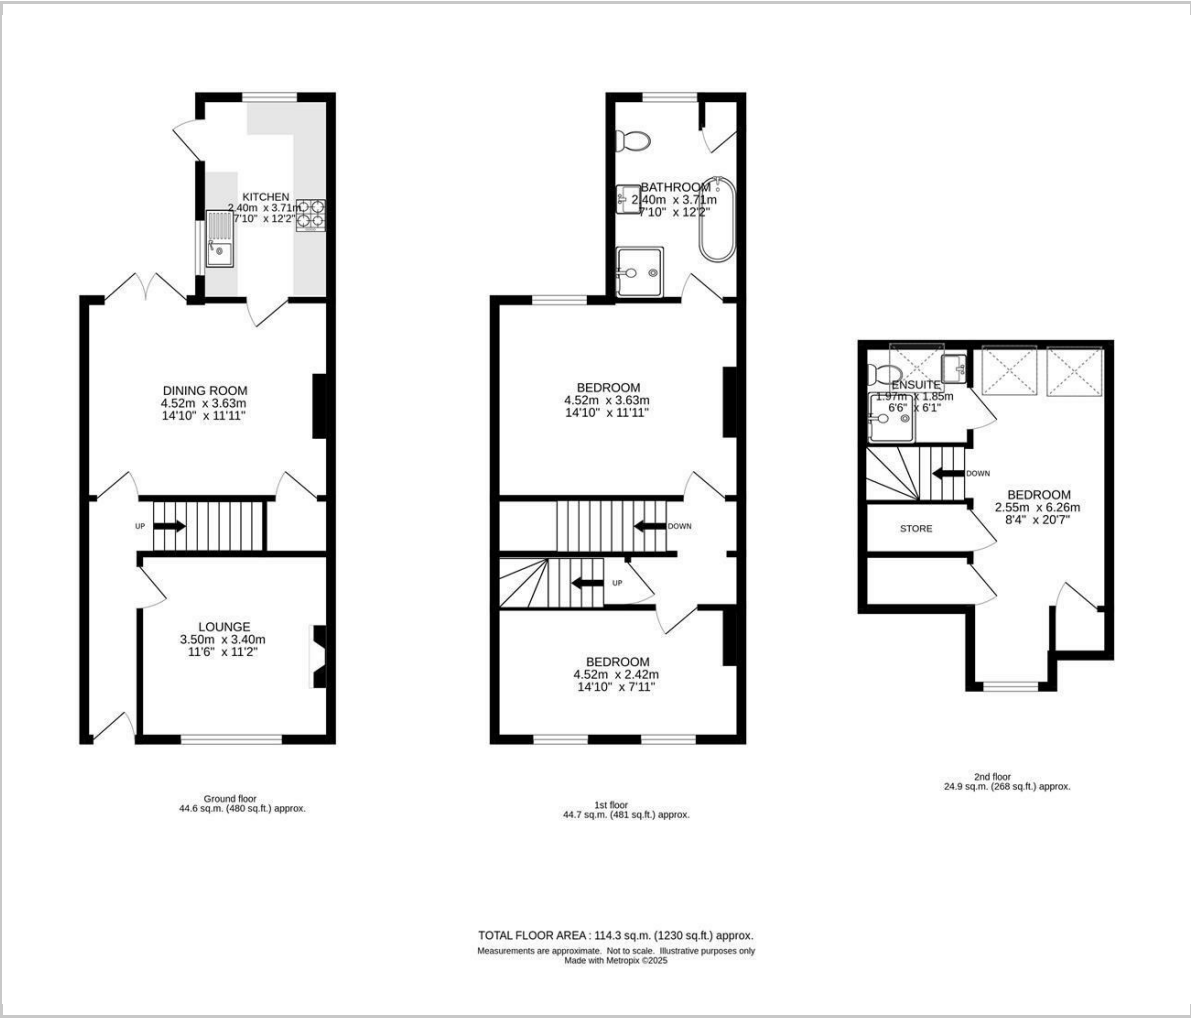 KITCHEN
2.40m x 3.71m
7'10" x 12'2"
DINING ROOM
4.52m x 3.63m
14'10" x 11'11"
UP
LOUNGE
3.50m x 3.40m
11'6" x 11'2"
Ground floor
44.6 sq.m. (480 sq.ft.) approx.
BATHROOM
2.40m x 3.71m
7'10" x 12'2"
BEDROOM
4.52m x 3.63m
14'10" x 11'11"
DOWN
UP
BEDROOM
4.52m x 2.42m
14'10" x 7'11"
1st floor
44.7 sq.m. (481 sq.ft.) approx.
ENSUITE
1.97m x 1.85m
6'6" x 6'1"
DOWN
BEDROOM
2.55m x 6.26m
8'4" x 20'7"
STORE
2nd floor
24.9 sq.m. (268 sq.ft.) approx.
TOTAL FLOOR AREA : 114.3 sq.m. (1230 sq.ft.) approx.
Measurements are approximate. Not to scale. Illustrative purposes only
Made with Metropix ©2025